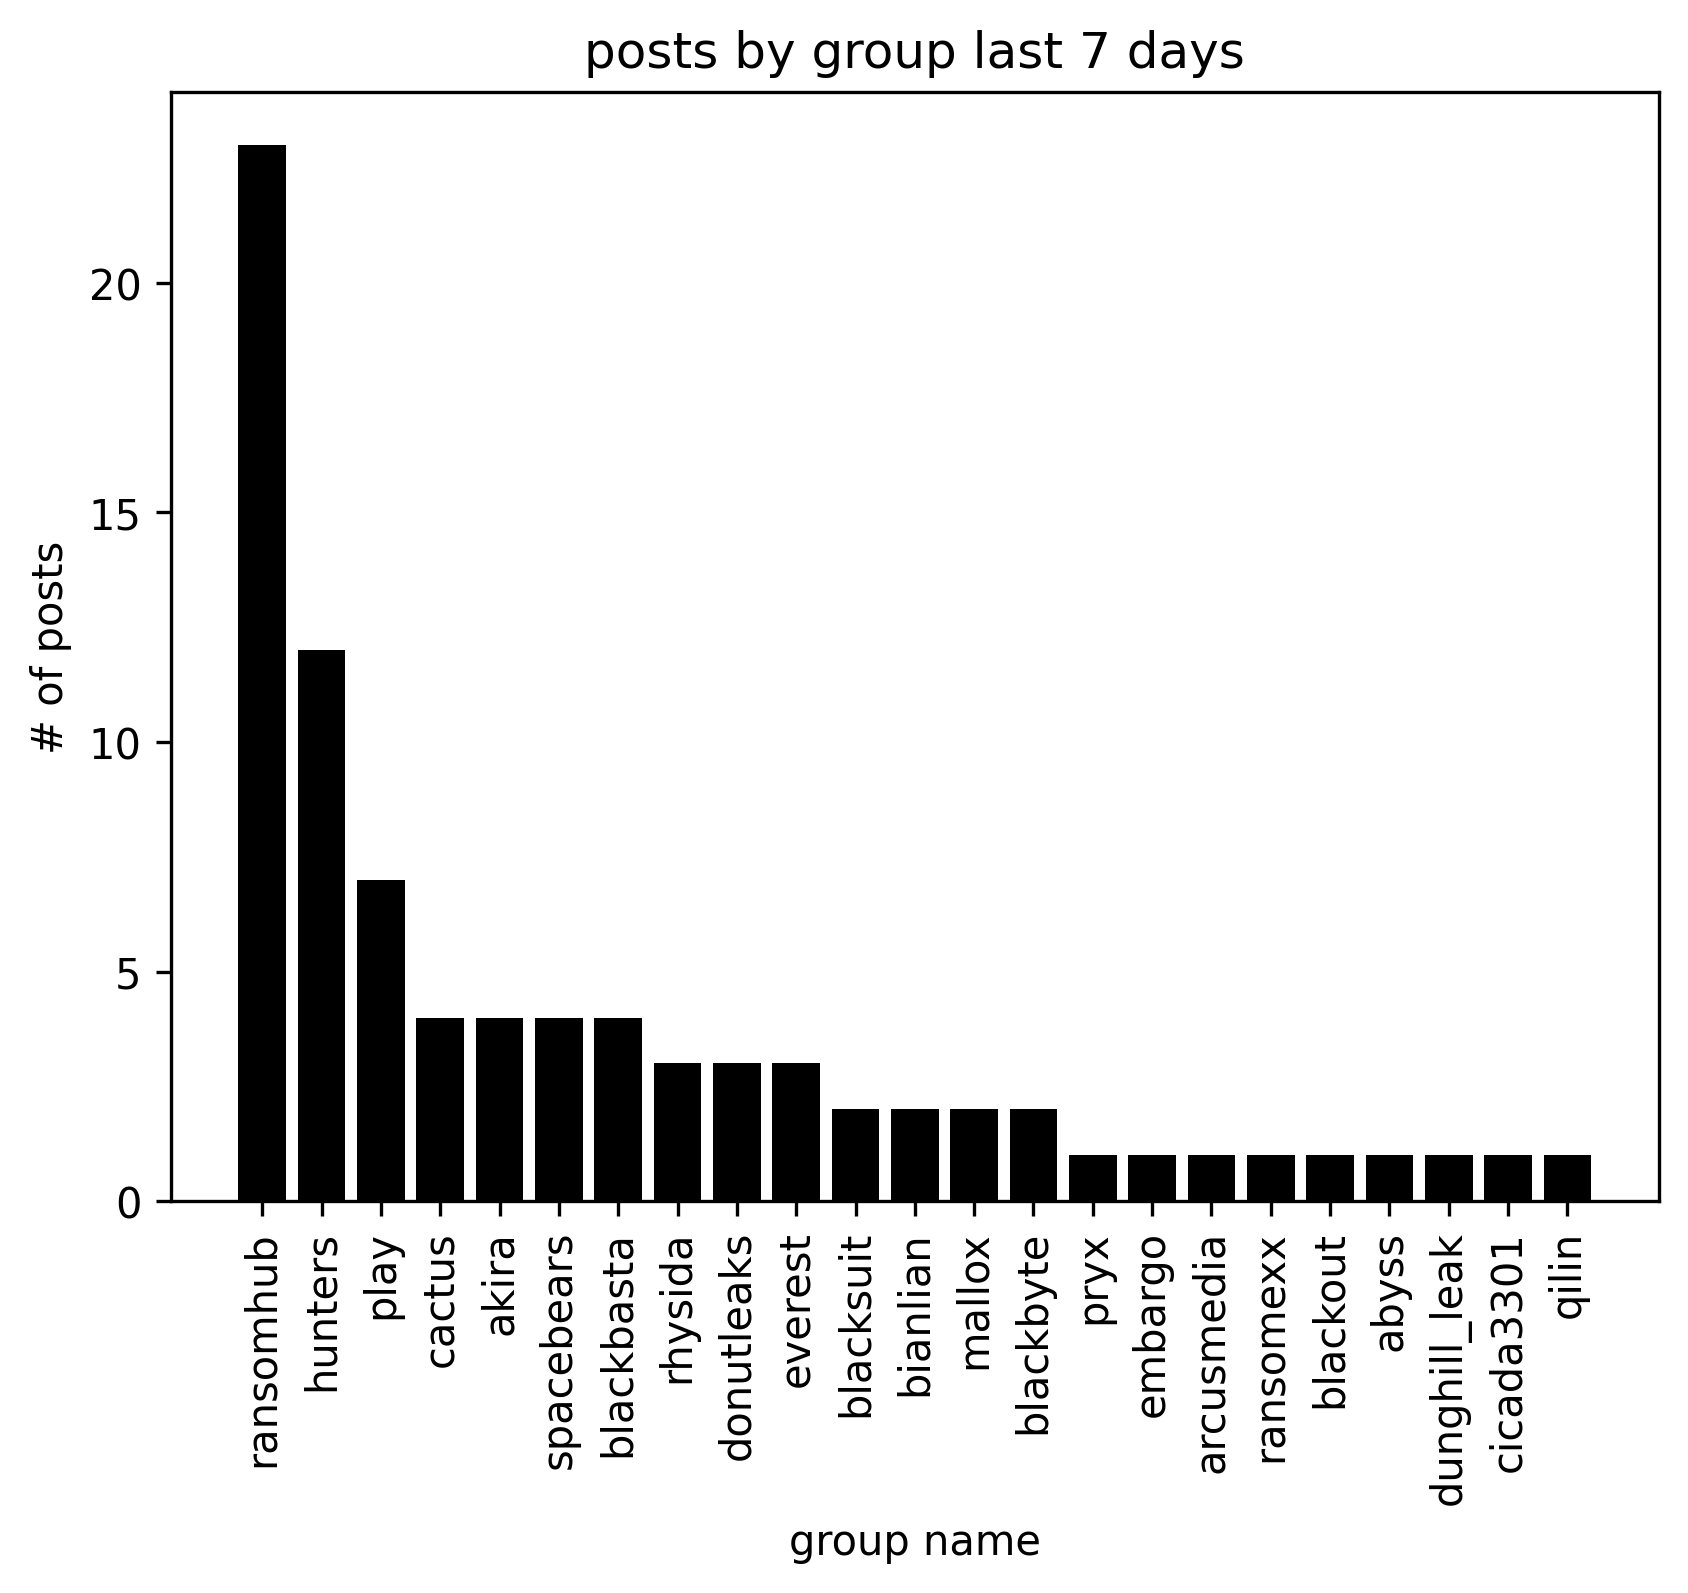 posts by group last 7 days
# of posts
20
15
10
5
0
ransomhub
hunters
play
cactus
akira
spacebears
blackbasta
rhysida
donutleaks
everest
blacksuit
bianlian
mallox
blackbyte
pryx
embargo
arcusmedia
ransomexx
blackout
abyss
dunghill_leak
cicada3301
qilin
group name